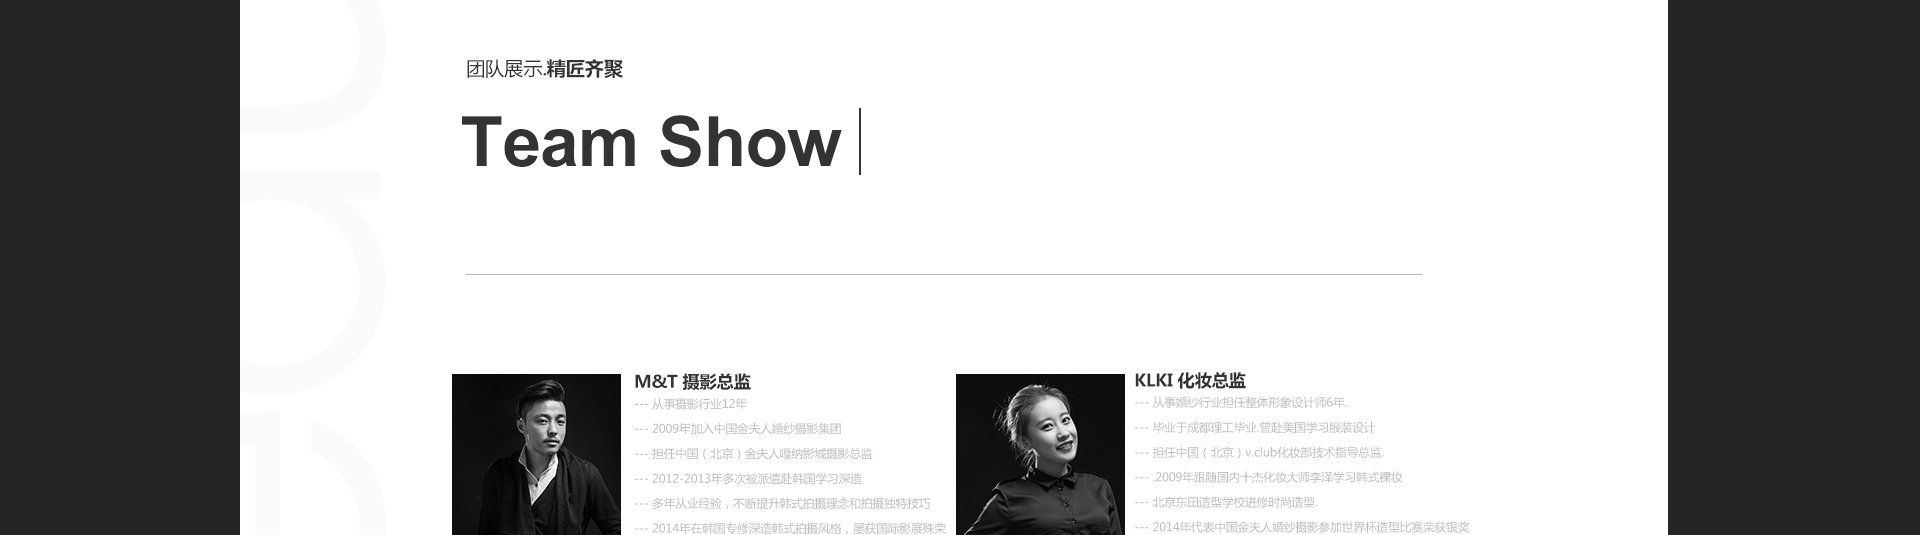 团队展示.精匠齐聚
Team Show
M&T 摄影总监
--- 从事摄影行业12年
--- 2009年加入中国金夫人婚纱摄影集团
--- 担任中国（北京）金夫人嘎纳影城摄影总监
--- 2012-2013年多次被派遣赴韩国学习深造
--- 多年从业经验，不断提升韩式拍摄理念和拍摄独特技巧
--- 2014年在韩国专修深造韩式拍摄风格，屡获国际影展殊荣
KLKI 化妆总监
--- 从事婚纱行业担任整体形象设计师6年.
--- 毕业于成都理工毕业.曾赴美国学习服装设计
--- 担任中国（北京）v.club化妆部技术指导总监.
--- .2009年跟随国内十杰化妆大师李泽学习韩式裸妆
--- 北京东田造型学校进修时尚造型.
--- 2014年代表中国金夫人婚纱摄影参加世界杯造型比赛荣获银奖